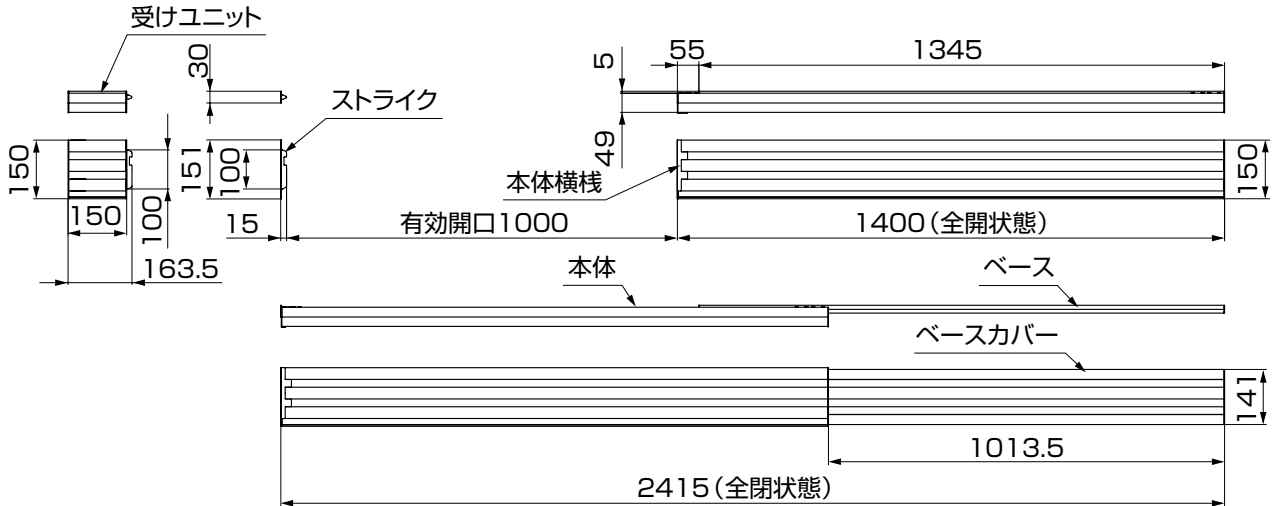 受けユニット
30
5
55
1345
ストライク
150
151
100
49
本体横桟
150
150
100
15
有効開口1000
1400(全開状態)
163.5
本体
ベース
ベースカバー
141
1013.5
2415(全閉状態)